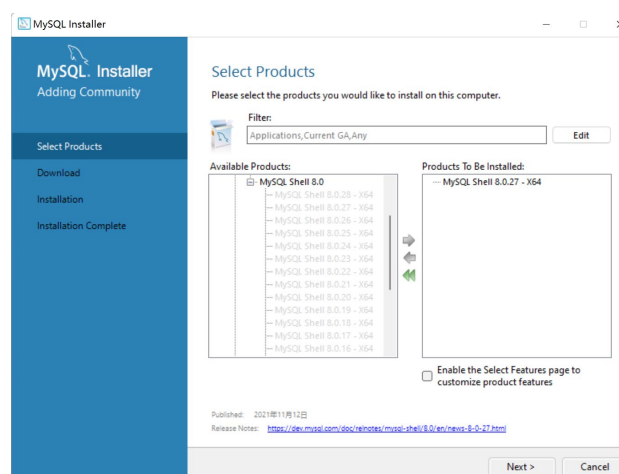 MySQL Installer
MySQL. Installer
Adding Community
Select Products
Download
Installation
Installation Complete
Select Products
Please select the products you would like to install on this computer.
Filter:
Applications,Current GA,Any
Edit
Available Products:
MySQL Shell 8.0
MySQL Shell 8.0.28 - X64
MySQL Shell 8.0.27 - X64
MySQL Shell 8.0.26 - X64
MySQL Shell 8.0.25 - X64
MySQL Shell 8.0.24 - X64
MySQL Shell 8.0.23 - X64
MySQL Shell 8.0.22 - X64
MySQL Shell 8.0.21 - X64
MySQL Shell 8.0.20 - X64
MySQL Shell 8.0.19 - X64
MySQL Shell 8.0.18 - X64
MySQL Shell 8.0.17 - X64
MySQL Shell 8.0.16 - X64
Products To Be Installed:
MySQL Shell 8.0.27 - X64
Enable the Select Features page to
customize product features
Published: 2021年11月12日
Release Notes: https://dev.mysql.com/doc/relnotes/mysql-shell/8.0/en/news-8-0-27.html
Next >
Cancel